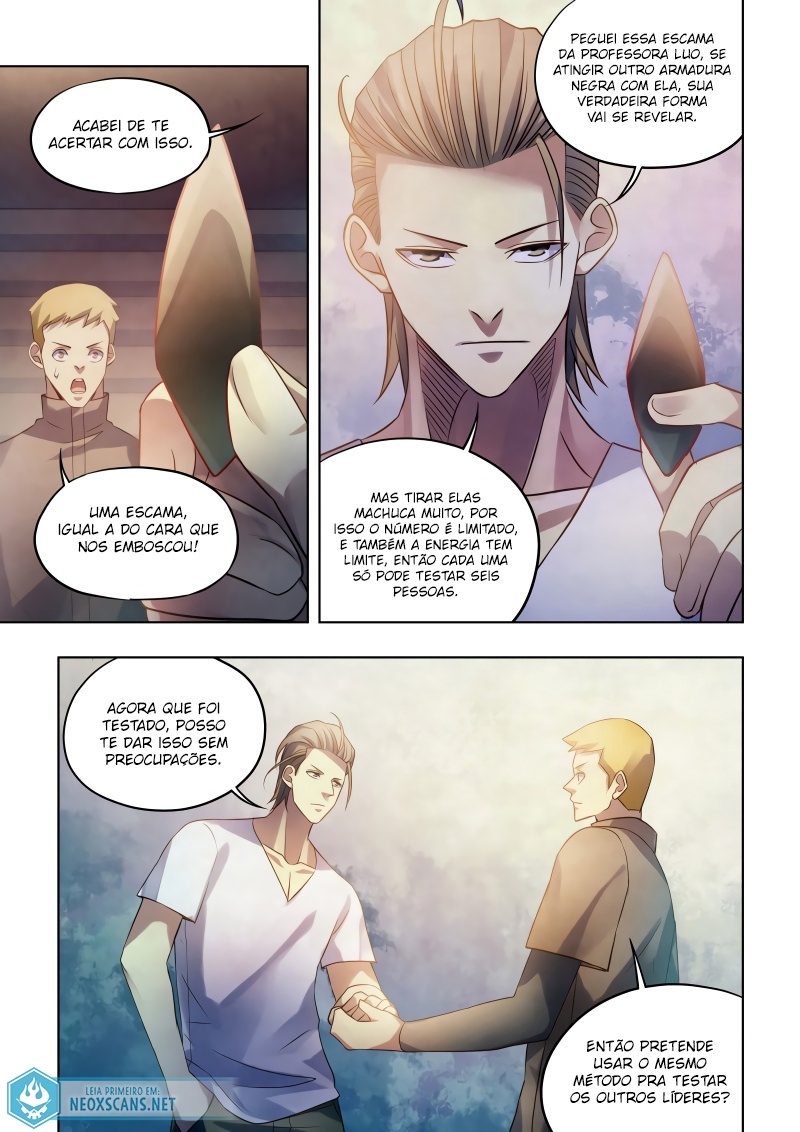 ACABEI DE TE
ACERTAR COM ISSO.
UMA ESCAMA,
IGUAL A DO CARA QUE
NOS EMBOSCOU!
PEGUEI ESSA ESCAMA
DA PROFESSORA LUO, SE
ATINGIR OUTRO ARMADURA
NEGRA COM ELA, SUA
VERDADEIRA FORMA
VAI SE REVELAR.
MAS TIRAR ELAS
MACHUCA MUITO, POR
ISSO O NÚMERO É LIMITADO,
E TAMBÉM A ENERGIA TEM
LIMITE, ENTÃO CADA UMA
SÓ PODE TESTAR SEIS
PESSOAS.
AGORA QUE FOI
TESTADO, POSSO
TE DAR ISSO SEM
PREOCUPAÇÕES.
ENTÃO PRETENDE
USAR O MESMO
MÉTODO PRA TESTAR
OS OUTROS LÍDERES?
LEIA PRIMEIRO EM:
NEOXSCANS.NET